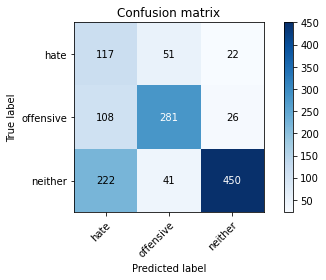 Confusion matrix
450
400
350
300
250
200
150
100
50
True label
hate 117 51 22
offensive 108 281 26
neither 222 41 450
hate offensive neither
Predicted label